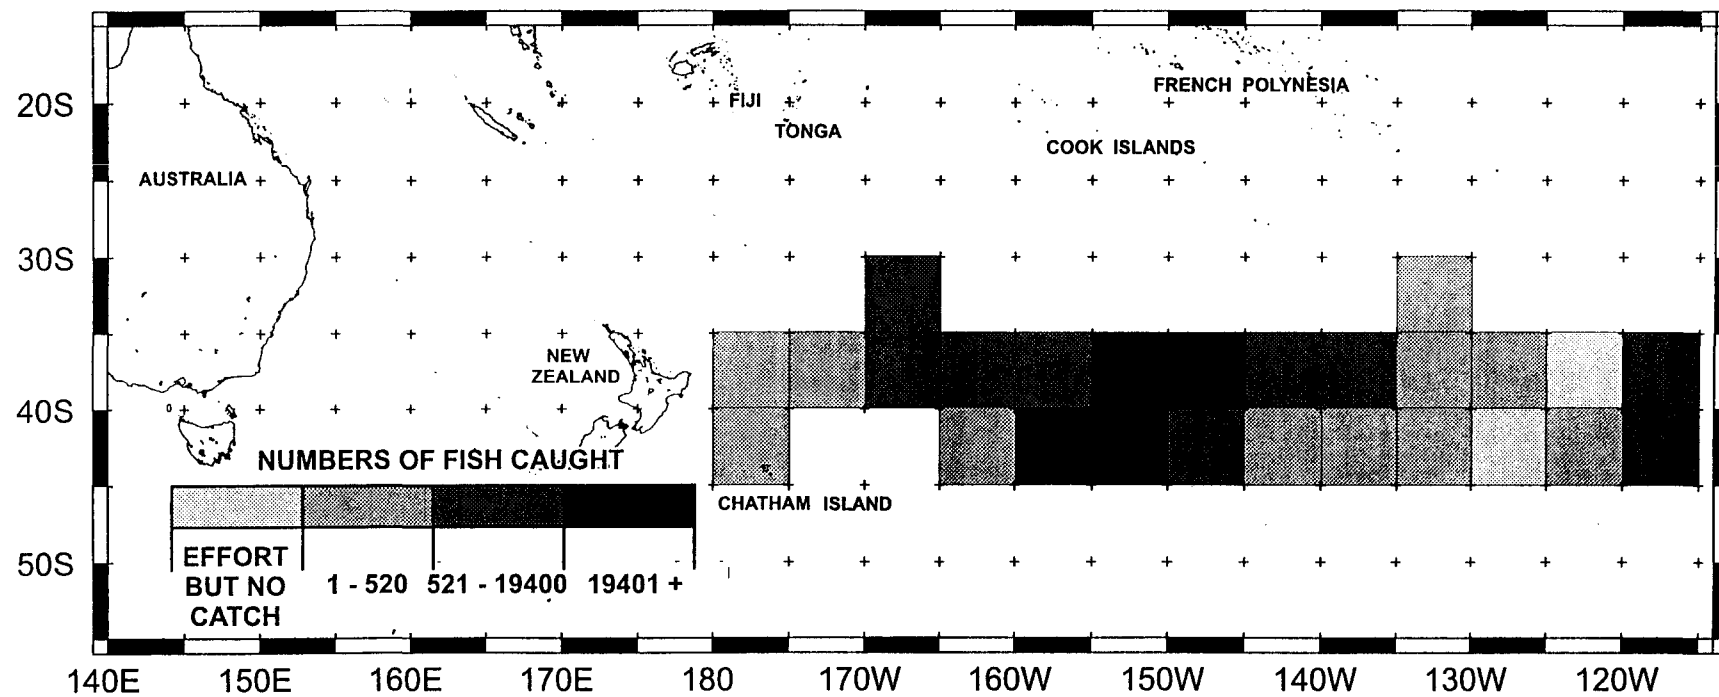 FRENCH POLYNESIA
20S
FIJI
TONGA
COOK ISLANDS
AUSTRALIA
30S
NEW
ZEALAND
40S
NUMBERS OF FISH CAUGHT
CHATHAM ISLAND
EFFORT
BUT NO
CATCH
1 - 520 521 - 19400 19401 +
50S
140E 150E 160E 170E 180 170W 160W 150W 140W 130W 120W